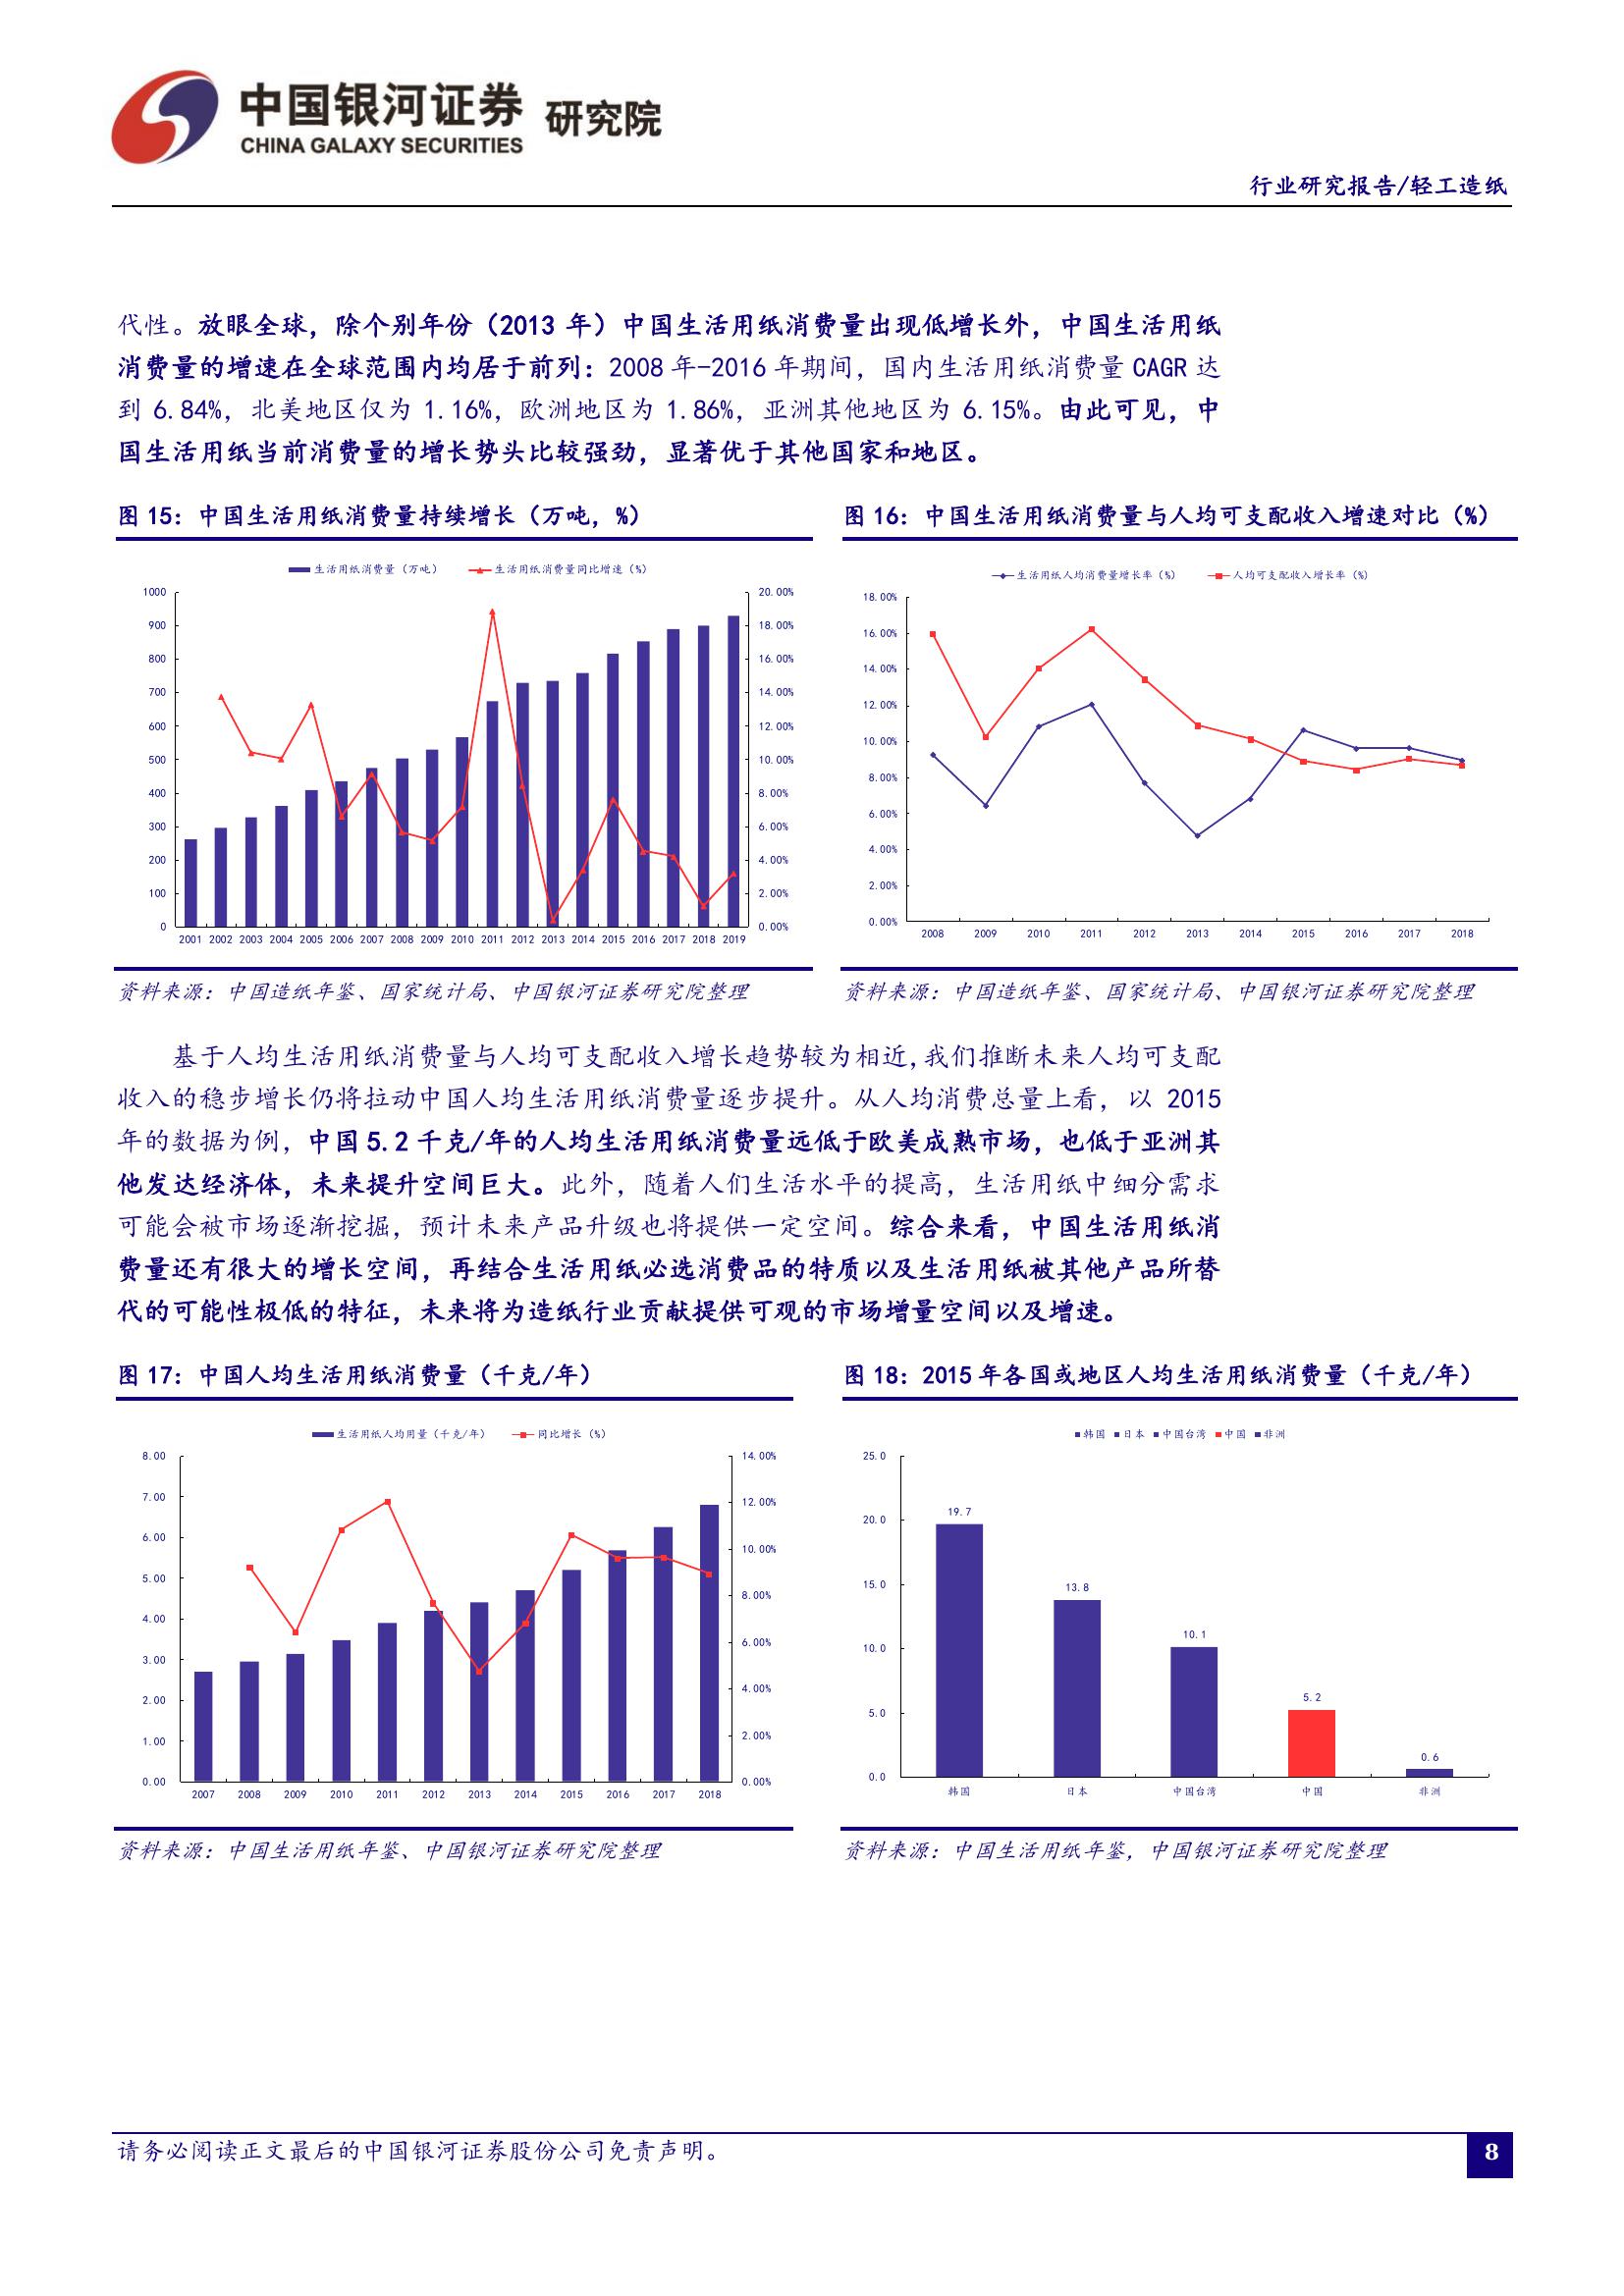 中国银河证券 研究院
CHINA GALAXY SECURITIES
行业研究报告/轻工造纸
代性。放眼全球，除个别年份（2013 年）中国生活用纸消费量出现低增长外，中国生活用纸
消费量的增速在全球范围内均居于前列：2008 年-2016 年期间，国内生活用纸消费量 CAGR 达
到 6.84%，北美地区仅为 1.16%，欧洲地区为 1.86%，亚洲其他地区为 6.15%。由此可见，中
国生活用纸当前消费量的增长势头比较强劲，显著优于其他国家和地区。
图 15：中国生活用纸消费量持续增长（万吨，%）
生活用纸消费量（万吨） 生活用纸消费量同比增速（%）
1000 20.00%
900 18.00%
800 16.00%
700 14.00%
600 12.00%
500 10.00%
400 8.00%
300 6.00%
200 4.00%
100 2.00%
0 0.00%
2001 2002 2003 2004 2005 2006 2007 2008 2009 2010 2011 2012 2013 2014 2015 2016 2017 2018 2019
资料来源：中国造纸年鉴、国家统计局、中国银河证券研究院整理
图 16：中国生活用纸消费量与人均可支配收入增速对比（%）
生活用纸人均消费量增长率（%） 人均可支配收入增长率（%）
18.00%
16.00%
14.00%
12.00%
10.00%
8.00%
6.00%
4.00%
2.00%
0.00%
2008 2009 2010 2011 2012 2013 2014 2015 2016 2017 2018
资料来源：中国造纸年鉴、国家统计局、中国银河证券研究院整理
基于人均生活用纸消费量与人均可支配收入增长趋势较为相近，我们推断未来人均可支配
收入的稳步增长仍将拉动中国人均生活用纸消费量逐步提升。从人均消费总量上看，以 2015
年的数据为例，中国 5.2 千克/年的人均生活用纸消费量远低于欧美成熟市场，也低于亚洲其
他发达经济体，未来提升空间巨大。此外，随着人们生活水平的提高，生活用纸中细分需求
可能会被市场逐渐挖掘，预计未来产品升级也将提供一定空间。综合来看，中国生活用纸消
费量还有很大的增长空间，再结合生活用纸必选消费品的特质以及生活用纸被其他产品所替
代的可能性极低的特征，未来将为造纸行业贡献提供可观的市场增量空间以及增速。
图 17：中国人均生活用纸消费量（千克/年）
生活用纸人均用量（千克/年） 同比增长（%）
8.00 14.00%
7.00 12.00%
6.00 10.00%
5.00 8.00%
4.00 6.00%
3.00 4.00%
2.00 2.00%
1.00 0.00%
0.00
2007 2008 2009 2010 2011 2012 2013 2014 2015 2016 2017 2018
资料来源：中国生活用纸年鉴、中国银河证券研究院整理
图 18：2015 年各国或地区人均生活用纸消费量（千克/年）
韩国 日本 中国台湾 中国 非洲
25.0
20.0
15.0
10.0
5.0
0.0
19.7
13.8
10.1
5.2
0.6
韩国 日本 中国台湾 中国 非洲
资料来源：中国生活用纸年鉴，中国银河证券研究院整理
请务必阅读正文最后的中国银河证券股份公司免责声明。
8